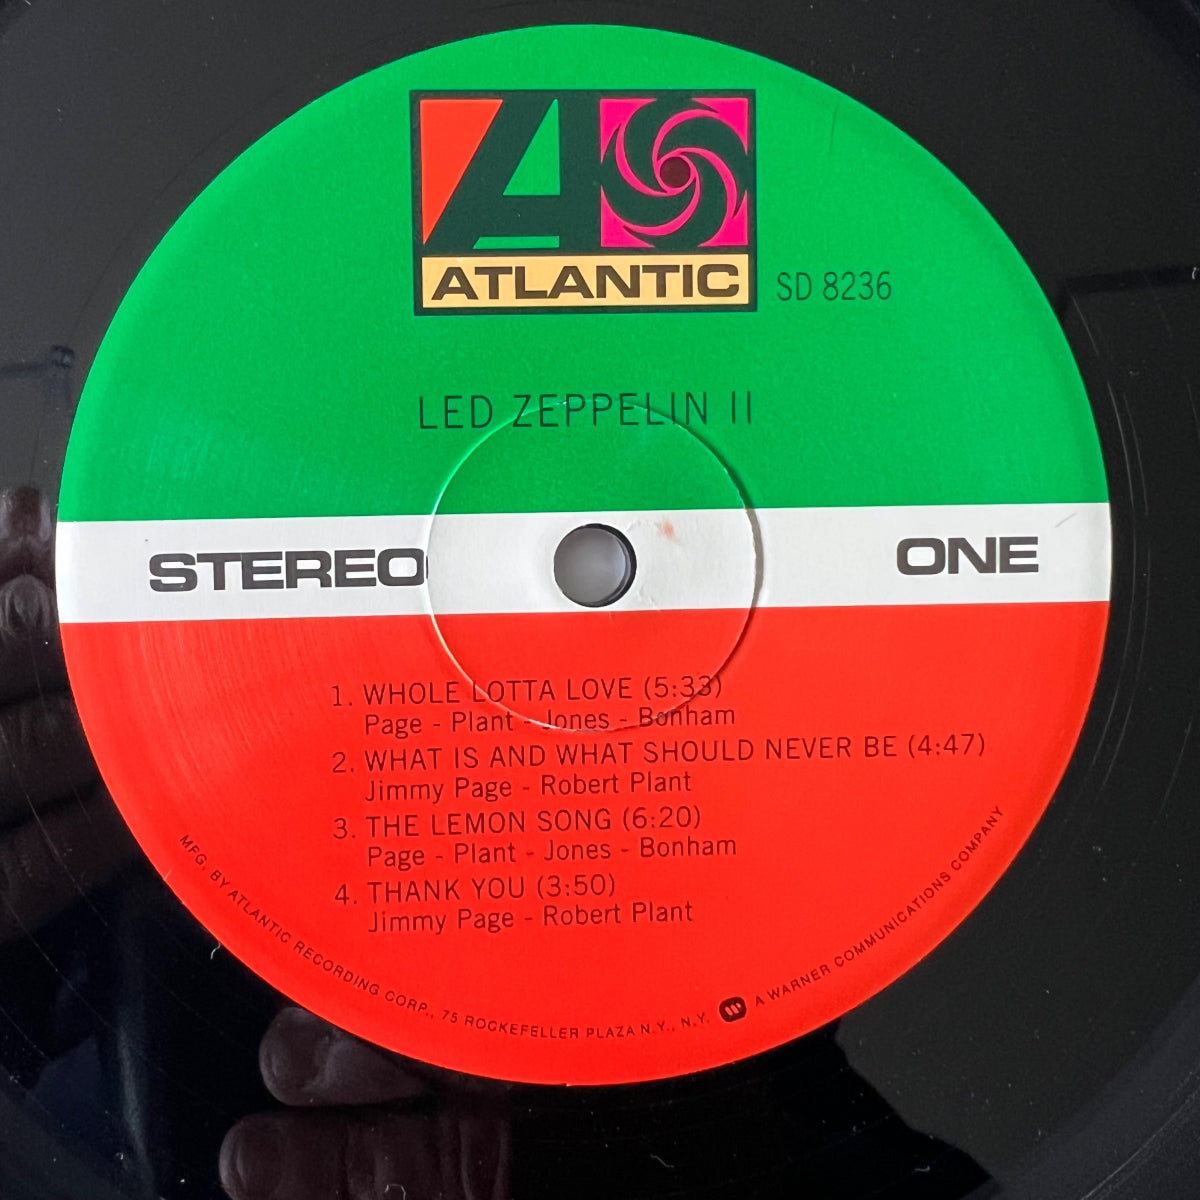 ATLANTIC
SD 8236
LED ZEPPELIN II
STEREO
ONE
1. WHOLE LOTTA LOVE (5:33)
Page - Plant - Jones - Bonham
2. WHAT IS AND WHAT SHOULD NEVER BE (4:47)
Jimmy Page - Robert Plant
3. THE LEMON SONG (6:20)
Page - Plant - Jones - Bonham
4. THANK YOU (3:50)
Jimmy Page - Robert Plant
MFG. BY ATLANTIC RECORDING CORP., 75 ROCKEFELLER PLAZA N.Y., N.Y. A WARNER COMMUNICATIONS COMPANY